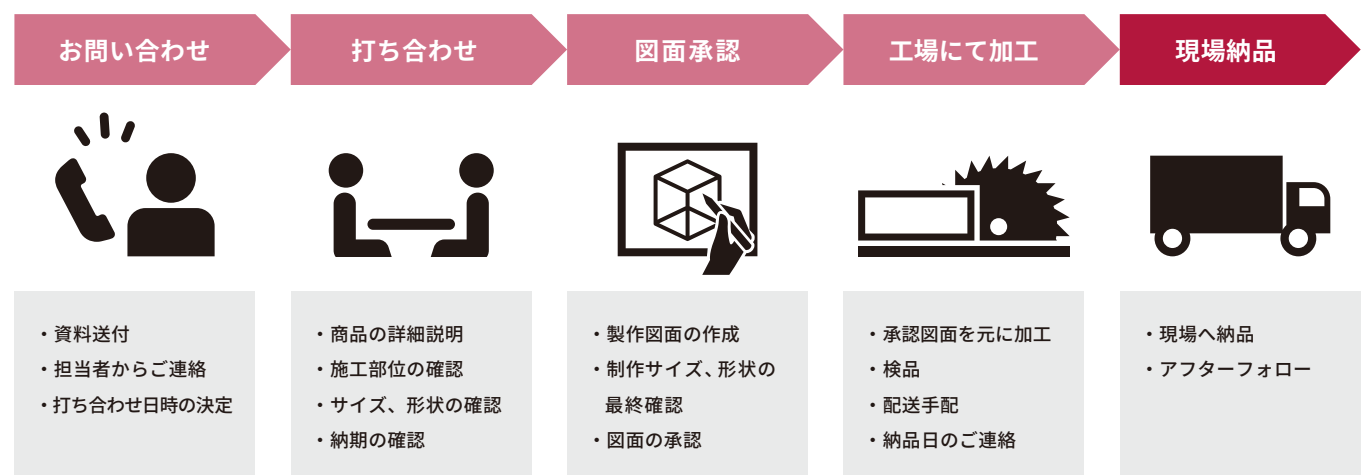 お問い合わせ
打ち合わせ
図面承認
工場にて加工
現場納品
・資料送付
・担当者からご連絡
・打ち合わせ日時の決定
・商品の詳細説明
・施工部位の確認
・サイズ、形状の確認
・納期の確認
・製作図面の作成
・制作サイズ、形状の
最終確認
・図面の承認
・承認図面を元に加工
・検品
・配送手配
・納品日のご連絡
・現場へ納品
・アフターフォロー